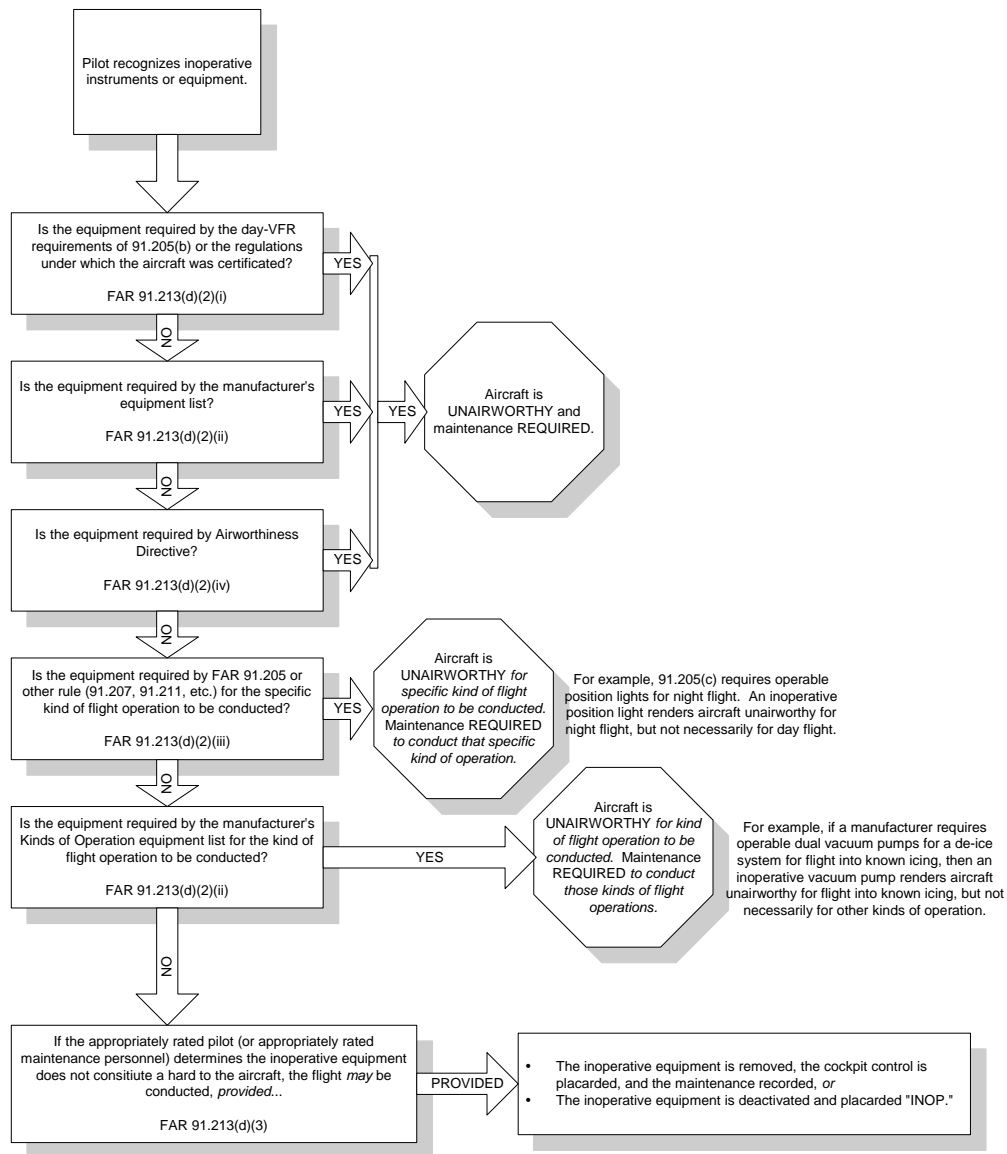 Pilot recognizes inoperative
instruments or equipment.
Is the equipment required by the day-VFR
requirements of 91.205(b) or the regulations
under which the aircraft was certificated?
FAR 91.213(d)(2)(i)
YES
NO
Is the equipment required by the manufacturer's
equipment list?
FAR 91.213(d)(2)(ii)
YES
YES
Aircraft is
UNAIRWORTHY and
maintenance REQUIRED.
NO
Is the equipment required by Airworthiness
Directive?
FAR 91.213(d)(2)(iv)
YES
NO
Is the equipment required by FAR 91.205 or
other rule (91.207, 91.211, etc.) for the specific
kind of flight operation to be conducted?
FAR 91.213(d)(2)(iii)
YES
Aircraft is
UNAIRWORTHY for
specific kind of flight
operation to be conducted.
Maintenance REQUIRED
to conduct that specific
kind of operation.
For example, 91.205(c) requires operable
position lights for night flight. An inoperative
position light renders aircraft unairworthy for
night flight, but not necessarily for day flight.
NO
Is the equipment required by the manufacturer's
Kinds of Operation equipment list for the kind of
flight operation to be conducted?
FAR 91.213(d)(2)(ii)
YES
Aircraft is
UNAIRWORTHY for kind
of flight operation to be
conducted. Maintenance
REQUIRED to conduct
those kinds of flight
operations.
For example, if a manufacturer requires
operable dual vacuum pumps for a de-ice
system for flight into known icing, then an
inoperative vacuum pump renders aircraft
unairworthy for flight into known icing, but not
necessarily for other kinds of operation.
NO
If the appropriately rated pilot (or appropriately rated
maintenance personnel) determines the inoperative equipment
does not consitiute a hard to the aircraft, the flight may be
conducted, provided...
FAR 91.213(d)(3)
PROVIDED
• The inoperative equipment is removed, the cockpit control is
placarded, and the maintenance recorded, or
• The inoperative equipment is deactivated and placarded "INOP."